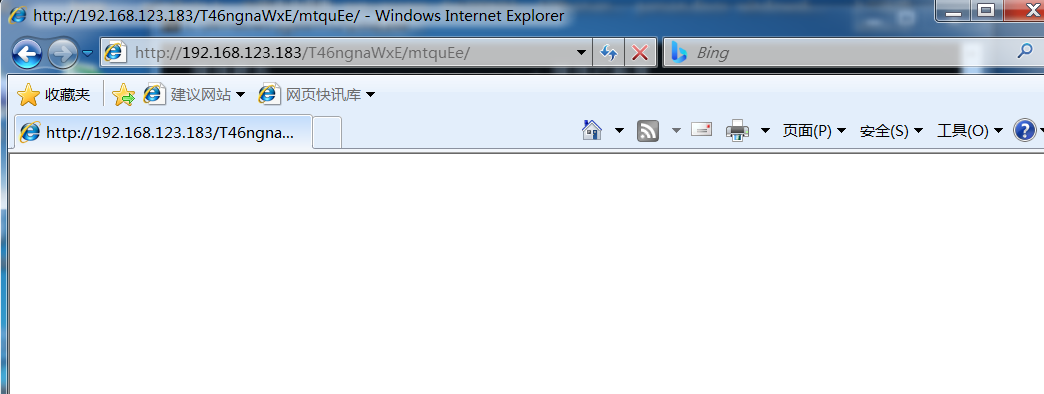 http://192.168.123.183/T46ngnaWxE/mtquEe/ - Windows Internet Explorer
http://192.168.123.183/T46ngnaWxE/mtquEe/ Bing
收藏夹 建议网站 网页快讯库
http://192.168.123.183/T46ngna... 页面(P) 安全(S) 工具(O)